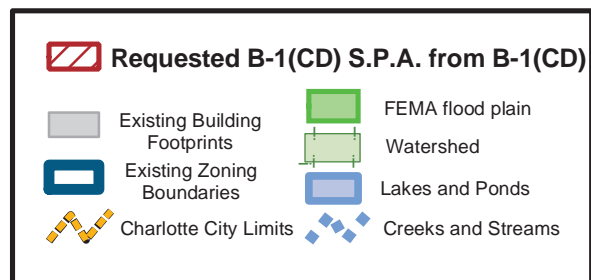 Requested B-1(CD) S.P.A. from B-1(CD)
Existing Building
Footprints
Existing Zoning
Boundaries
Charlotte City Limits
FEMA flood plain
Watershed
Lakes and Ponds
Creeks and Streams